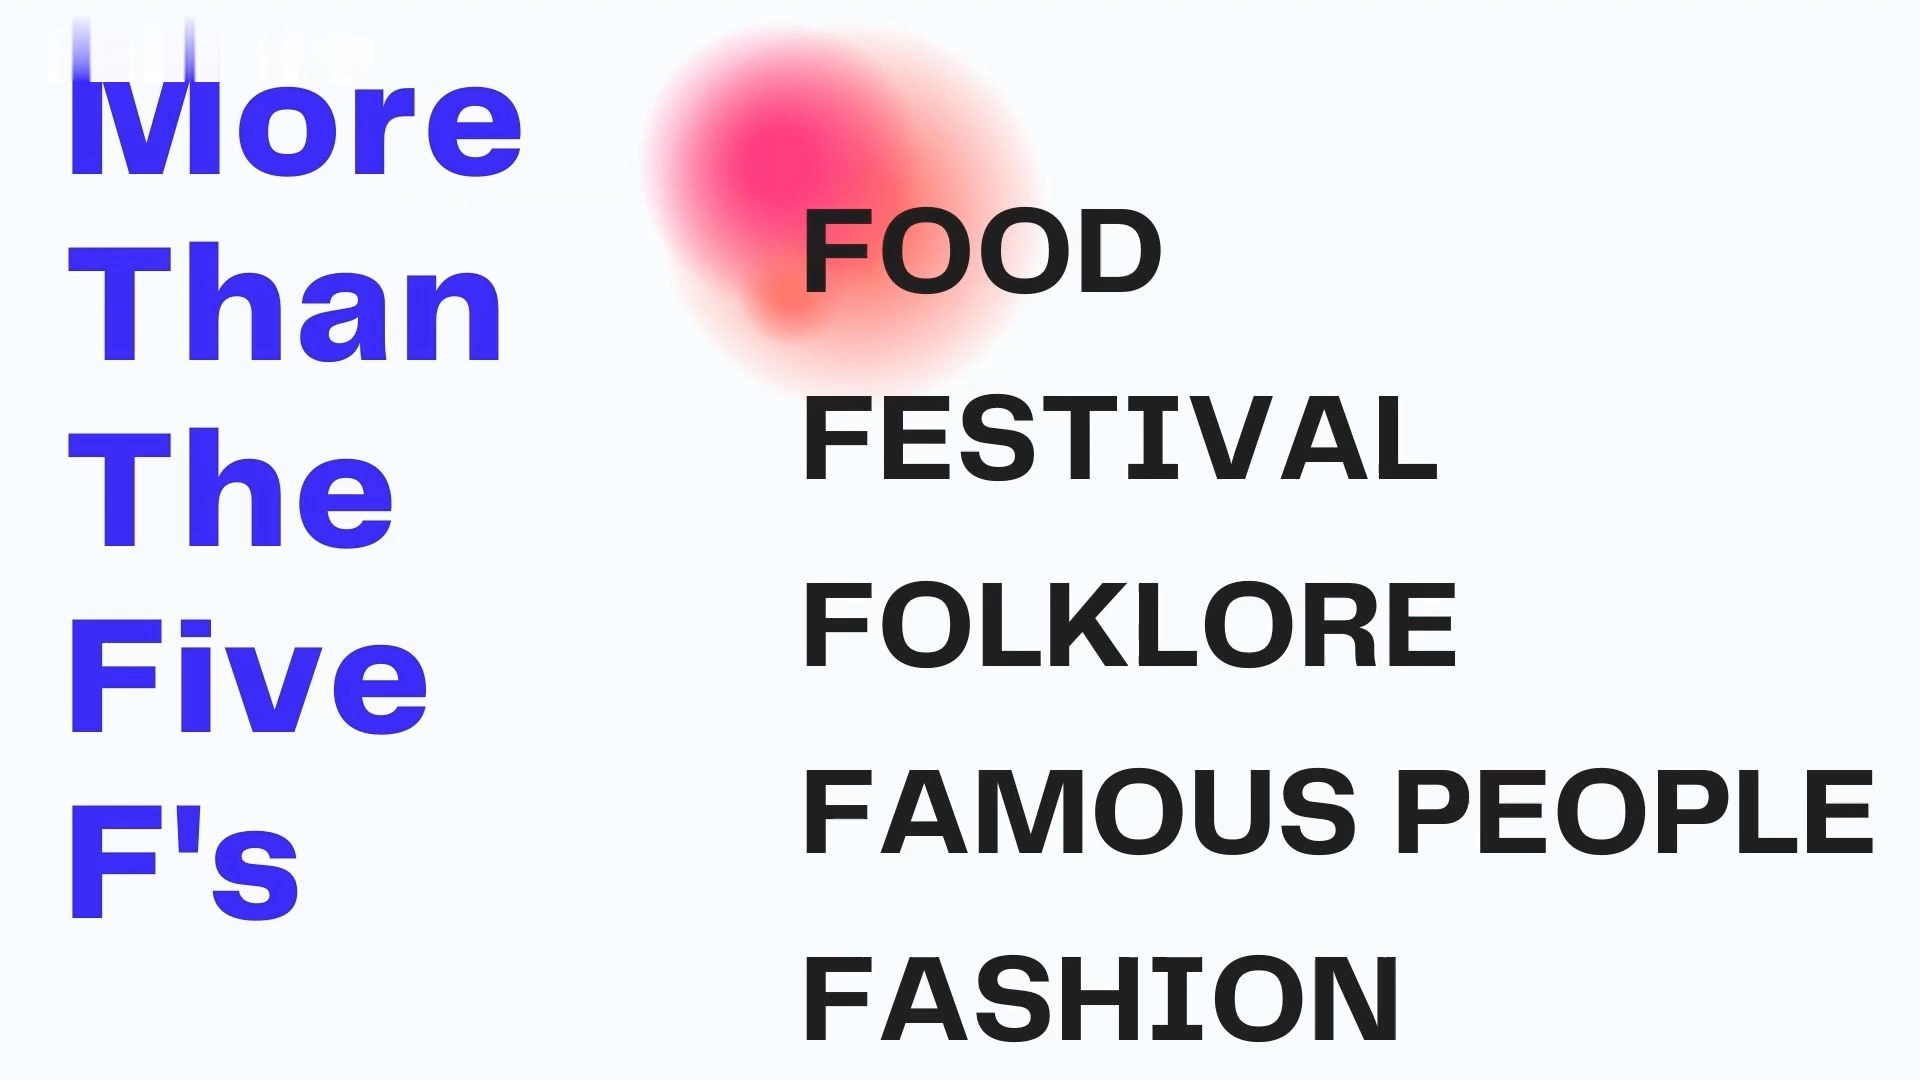 More
Than
The
Five
F's
FOOD
FESTIVAL
FOLKLORE
FAMOUS PEOPLE
FASHION